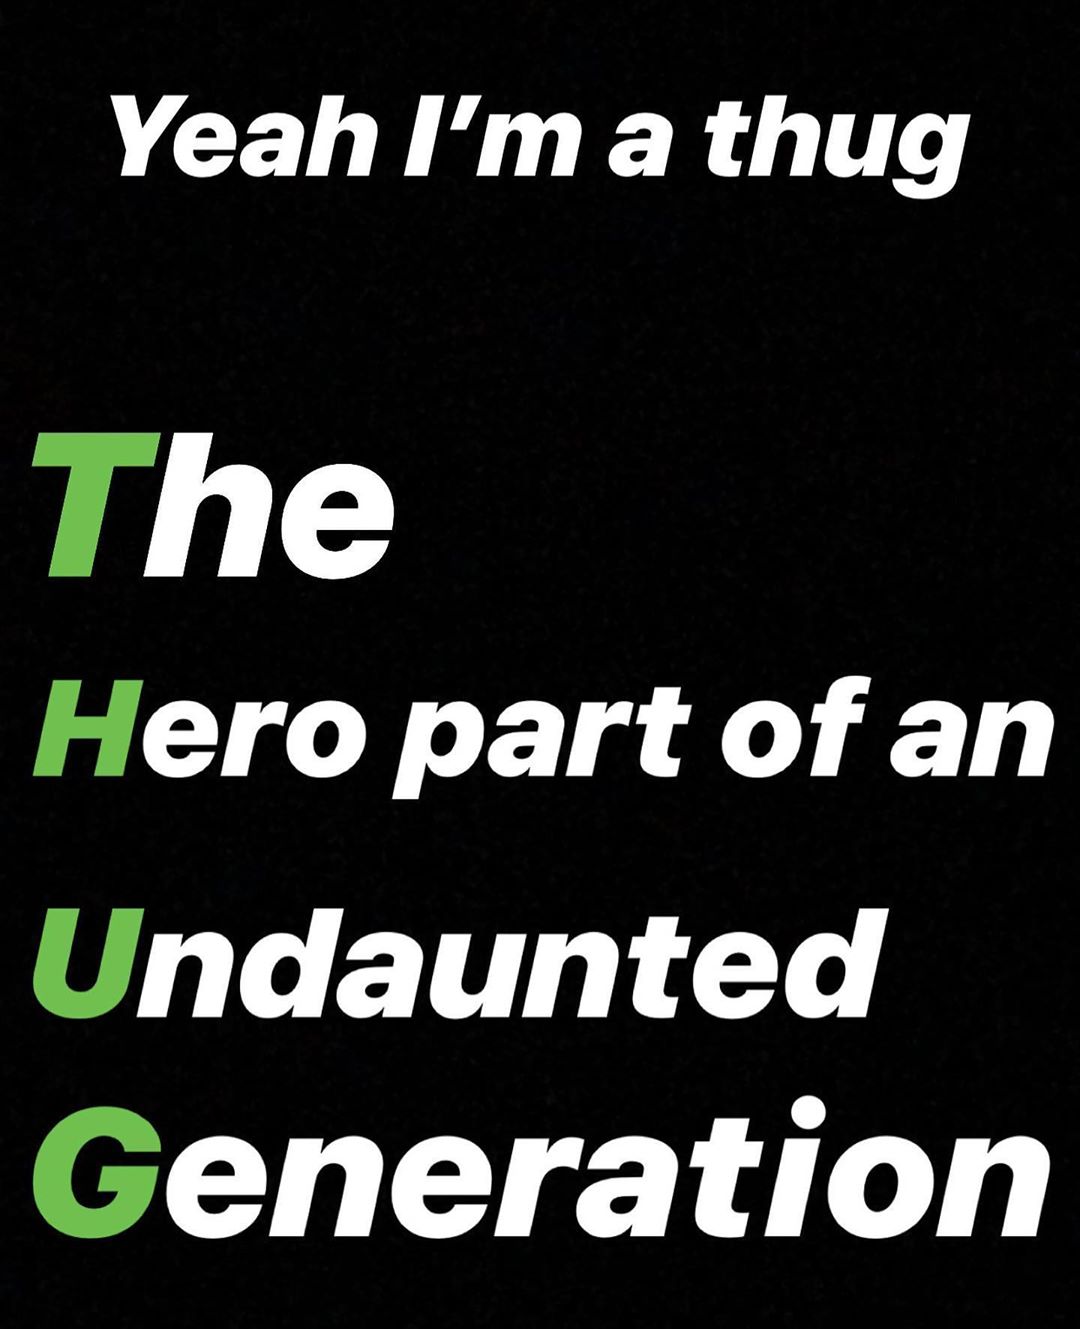 Yeah I’m a thug
The
Hero part of an
Undaunted
Generation